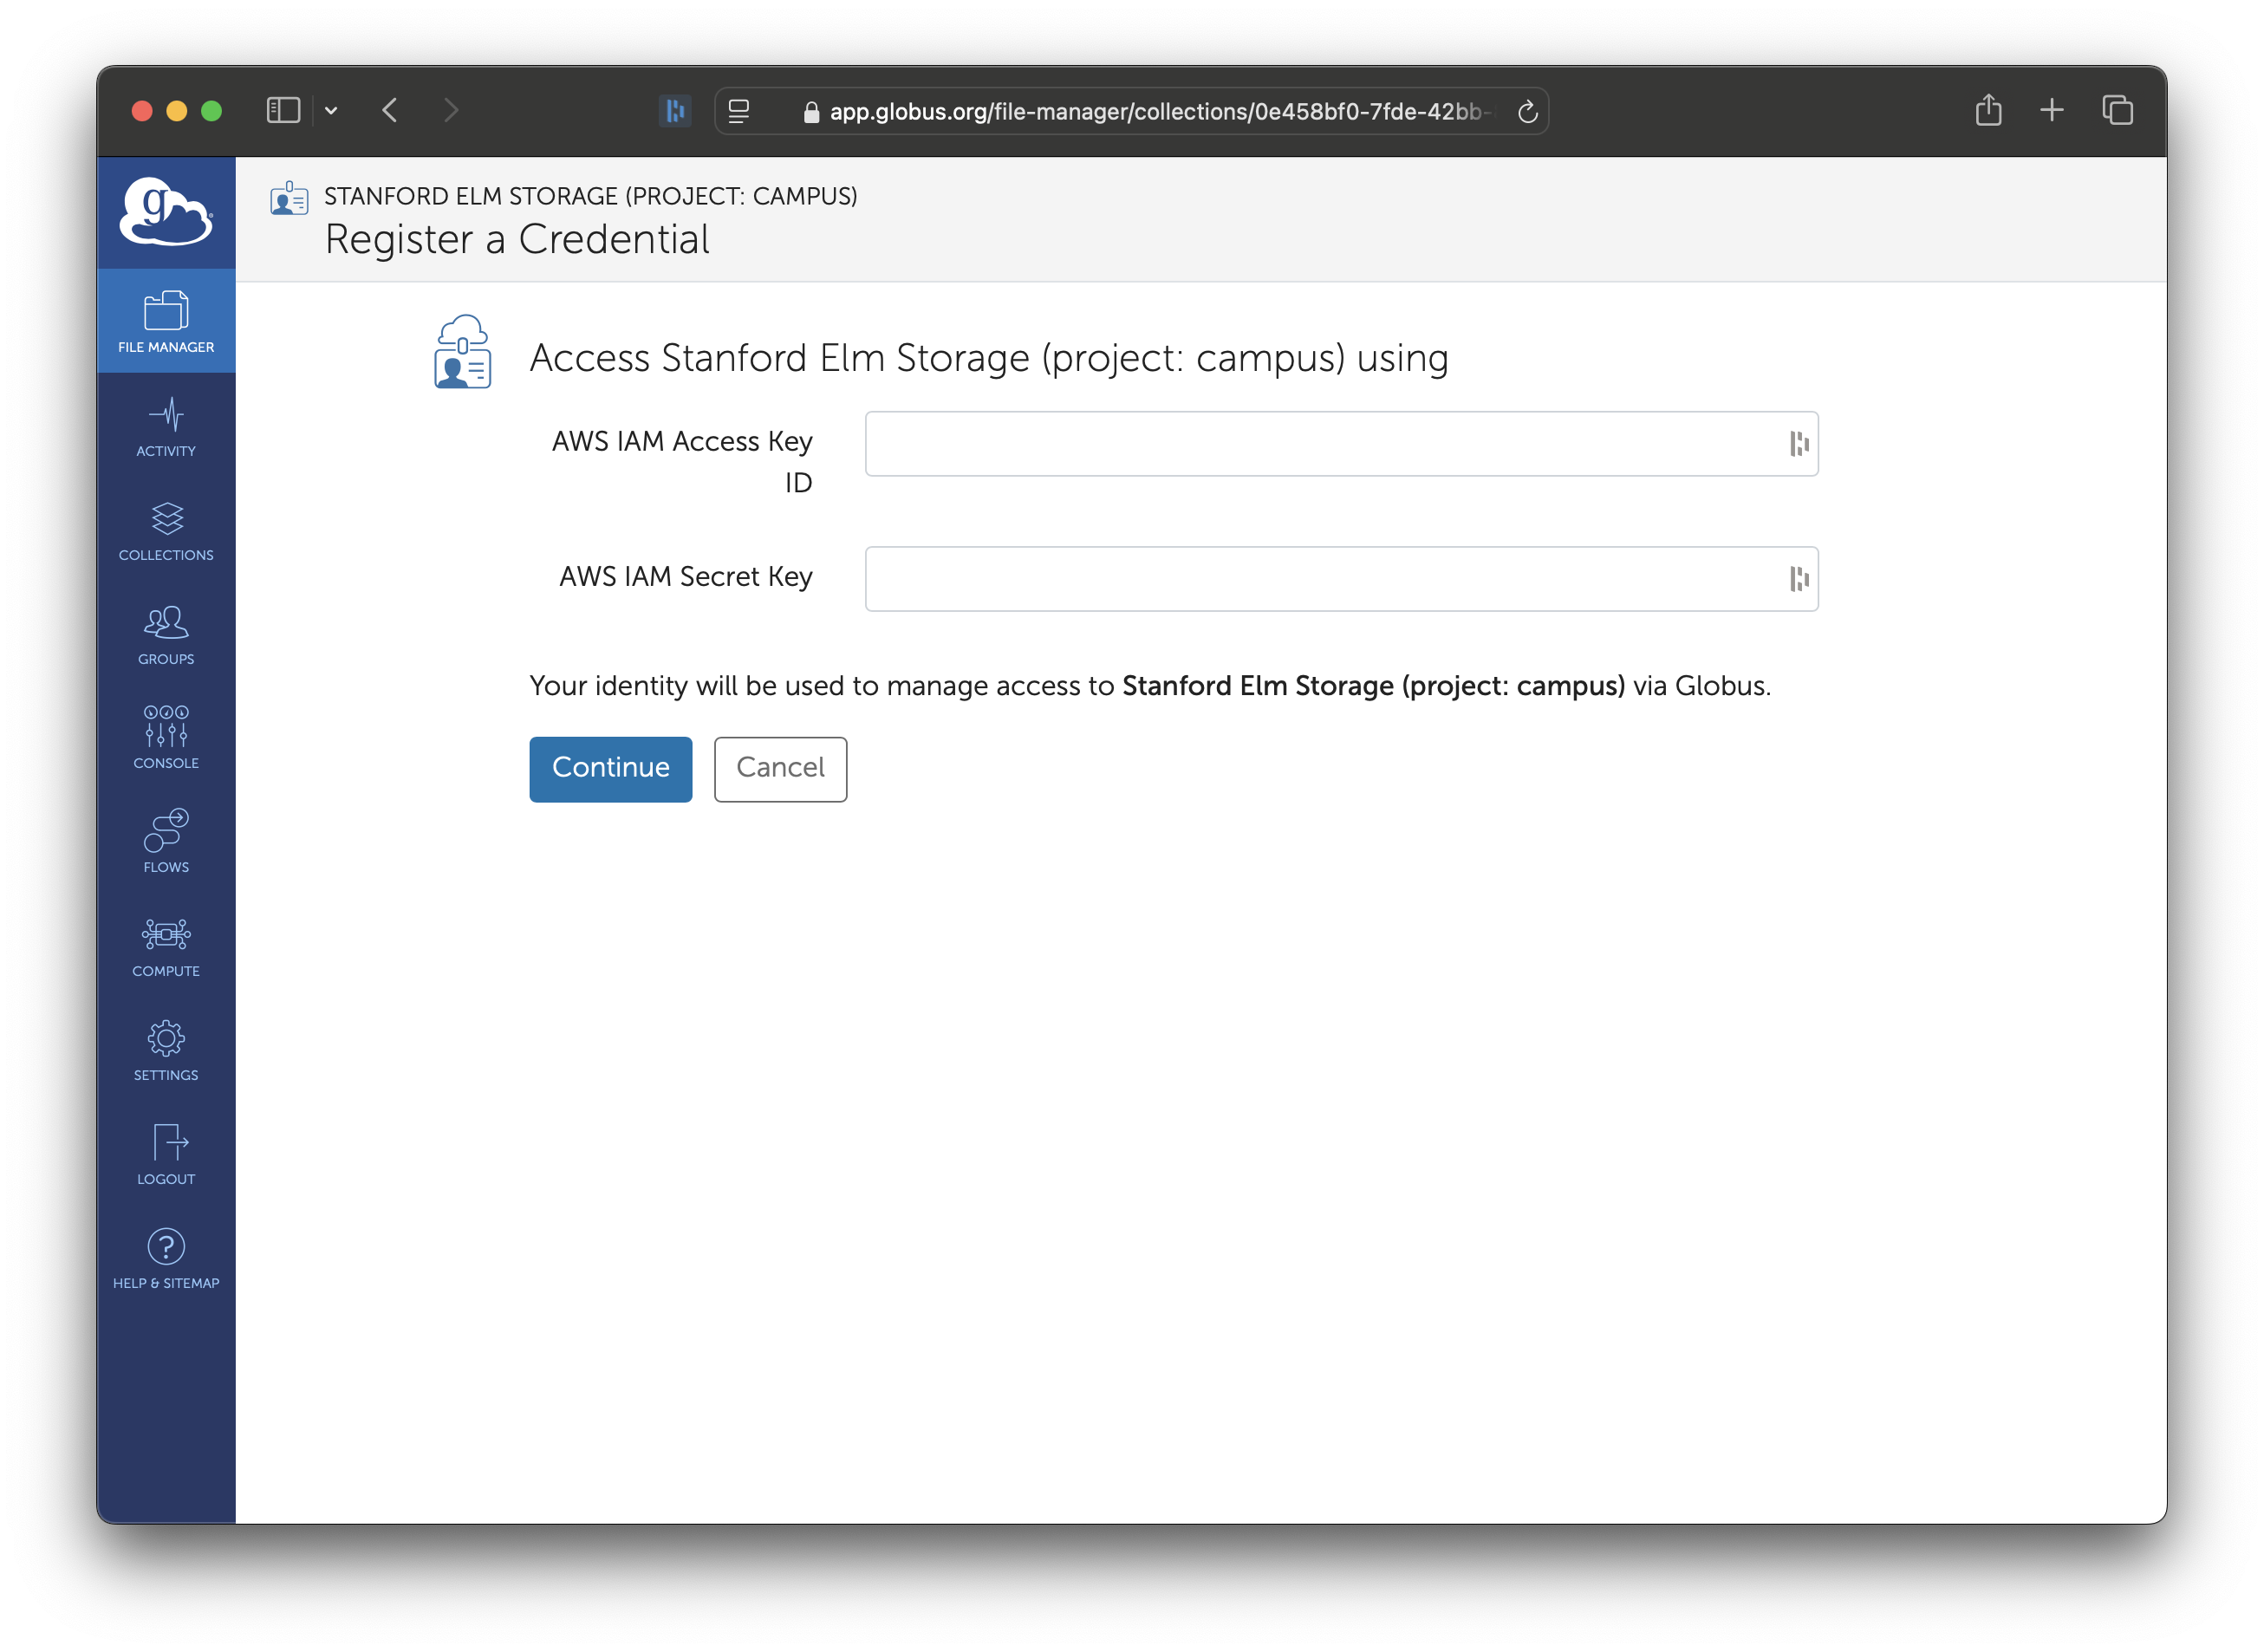 app.globus.org/file-manager/collections/0e458bf0-7fde-42bb-
g
STANFORD ELM STORAGE (PROJECT: CAMPUS)
Register a Credential
FILE MANAGER
ACTIVITY
COLLECTIONS
GROUPS
CONSOLE
FLOWS
COMPUTE
SETTINGS
LOGOUT
?
HELP & SITEMAP
Access Stanford Elm Storage (project: campus) using
AWS IAM Access Key
ID
AWS IAM Secret Key
Your identity will be used to manage access to Stanford Elm Storage (project: campus) via Globus.
Continue
Cancel